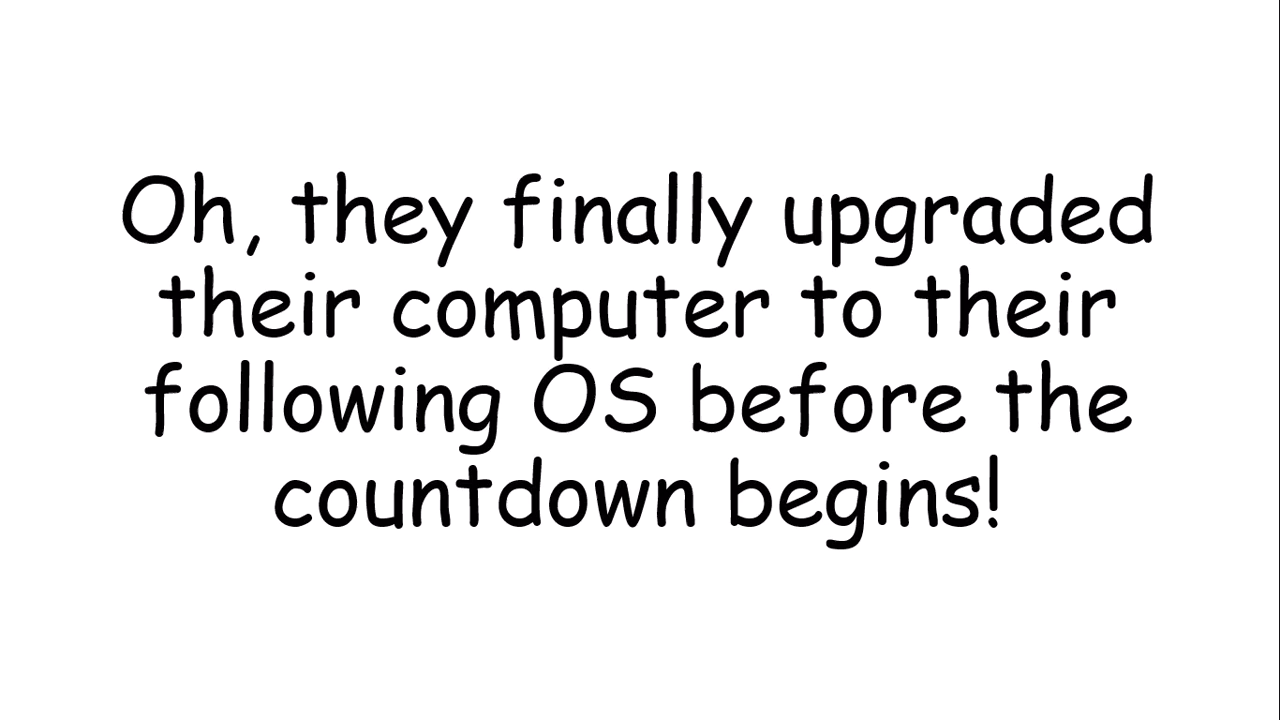 Oh, they finally upgraded
their computer to their
following OS before the
countdown begins!